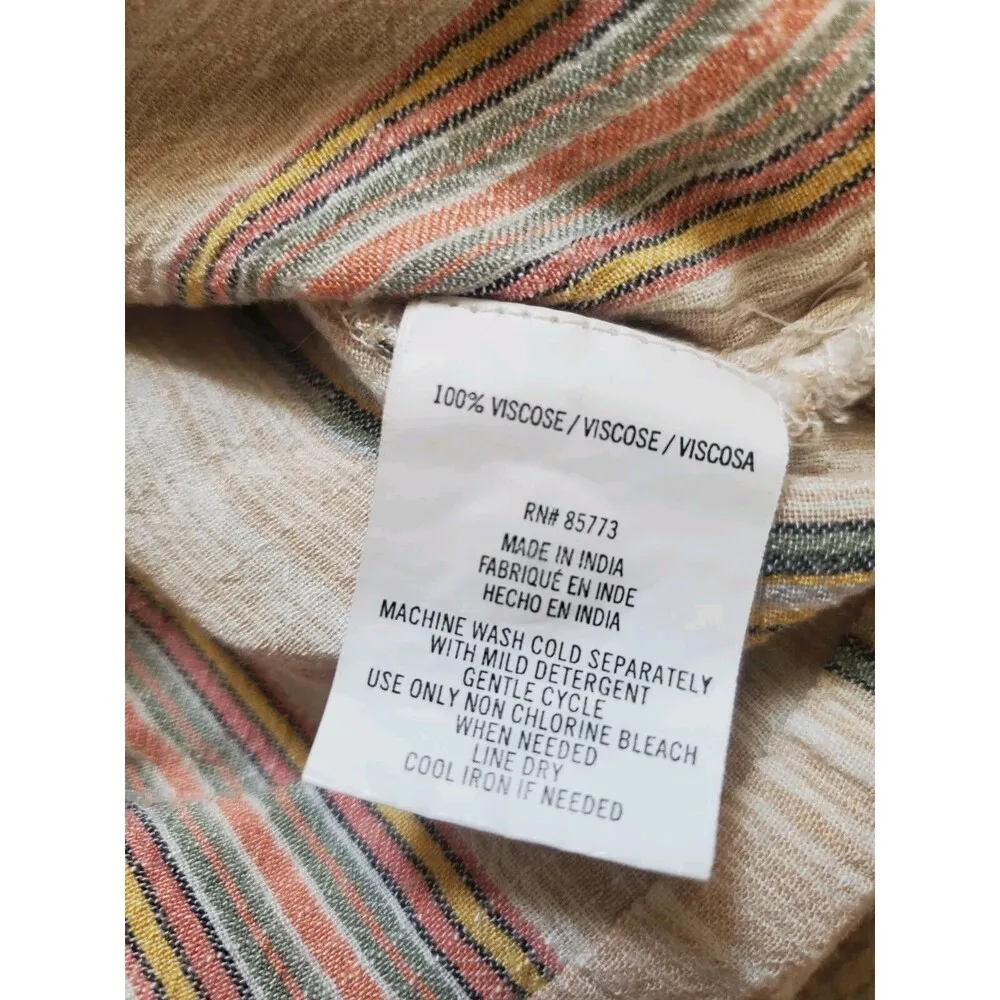 100% VISCOSE / VISCOSE / VISCOSA
RN# 85773
MADE IN INDIA
FABRIQUÉ EN INDE
HECHO EN INDIA
MACHINE WASH COLD SEPARATELY
WITH MILD DETERGENT
GENTLE CYCLE
USE ONLY NON CHLORINE BLEACH
WHEN NEEDED
LINE DRY
COOL IRON IF NEEDED